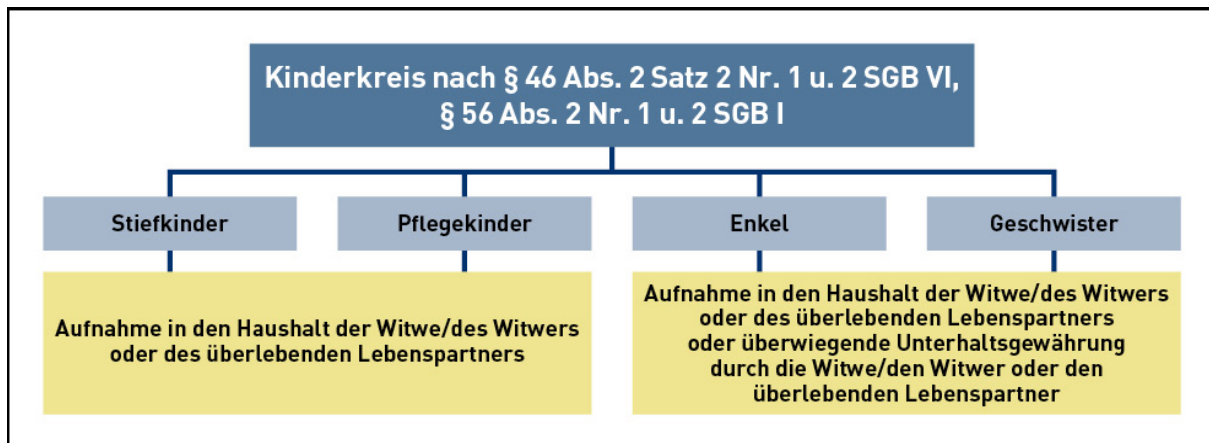 Kinderkreis nach § 46 Abs. 2 Satz 2 Nr. 1 u. 2 SGB VI,
§ 56 Abs. 2 Nr. 1 u. 2 SGB I
Stiefkinder
Pflegekinder
Enkel
Geschwister
Aufnahme in den Haushalt der Witwe/des Witwers
oder des überlebenden Lebenspartners
Aufnahme in den Haushalt der Witwe/des Witwers
oder des überlebenden Lebenspartners
oder überwiegende Unterhaltsgewährung
durch die Witwe/den Witwer oder den
überlebenden Lebenspartner